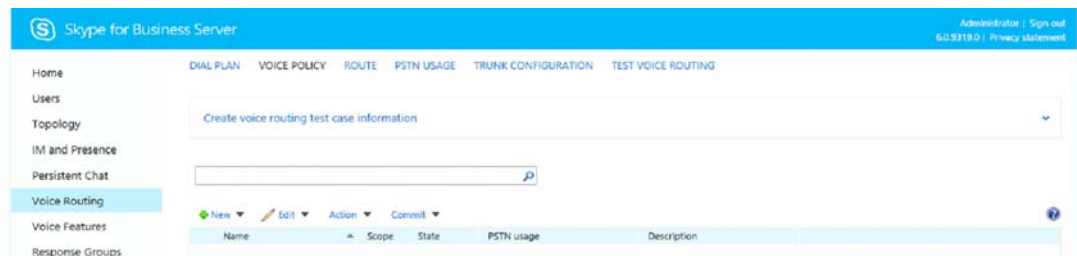 Skype for Business Server
Administrator | Sign out
6.0.9319.0 | Privacy statement
Home
Users
Topology
IM and Presence
Persistent Chat
Voice Routing
Voice Features
Response Groups
DIAL PLAN VOICE POLICY ROUTE PSTN USAGE TRUNK CONFIGURATION TEST VOICE ROUTING
Create voice routing test case information
New Edit Action Commit
Name Scope State PSTN usage Description